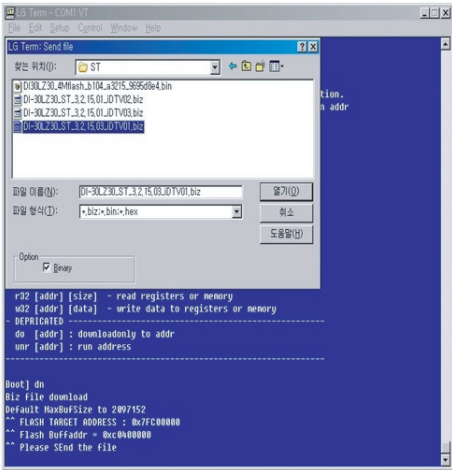 LG Term - COM1 VT
File Edit Setup Control Window Help
LG Term: Send file
찾는 위치(I):
ST
DI30LZ30_4Mflash_b104_a3215_9695d8e4.bin
DI-30LZ30_ST_3,2,15,01_iDTV02.biz
DI-30LZ30_ST_3,2,15,01_iDTV03.biz
DI-30LZ30_ST_3,2,15,03_iDTV01.biz
파일 이름(N):
DI-30LZ30_ST_3,2,15,03_iDTV01.biz
열기(O)
파일 형식(T):
*.biz;*.bin;*.hex
취소
도움말(H)
Option
Binary
tion.
n addr
r32 [addr] [size] - read registers or memory
w32 [addr] [data] - write data to registers or memory
- DEPRICATED ---
do [addr] : downloadonly to addr
unr [addr] : run address
Boot] dn
Biz file download
Default MaxBufSize to 2097152
^^ FLASH TARGET ADDRESS : 0x7FC00000
^^ Flash BuffAddr = 0xc0400000
^^ Please SEnd the file